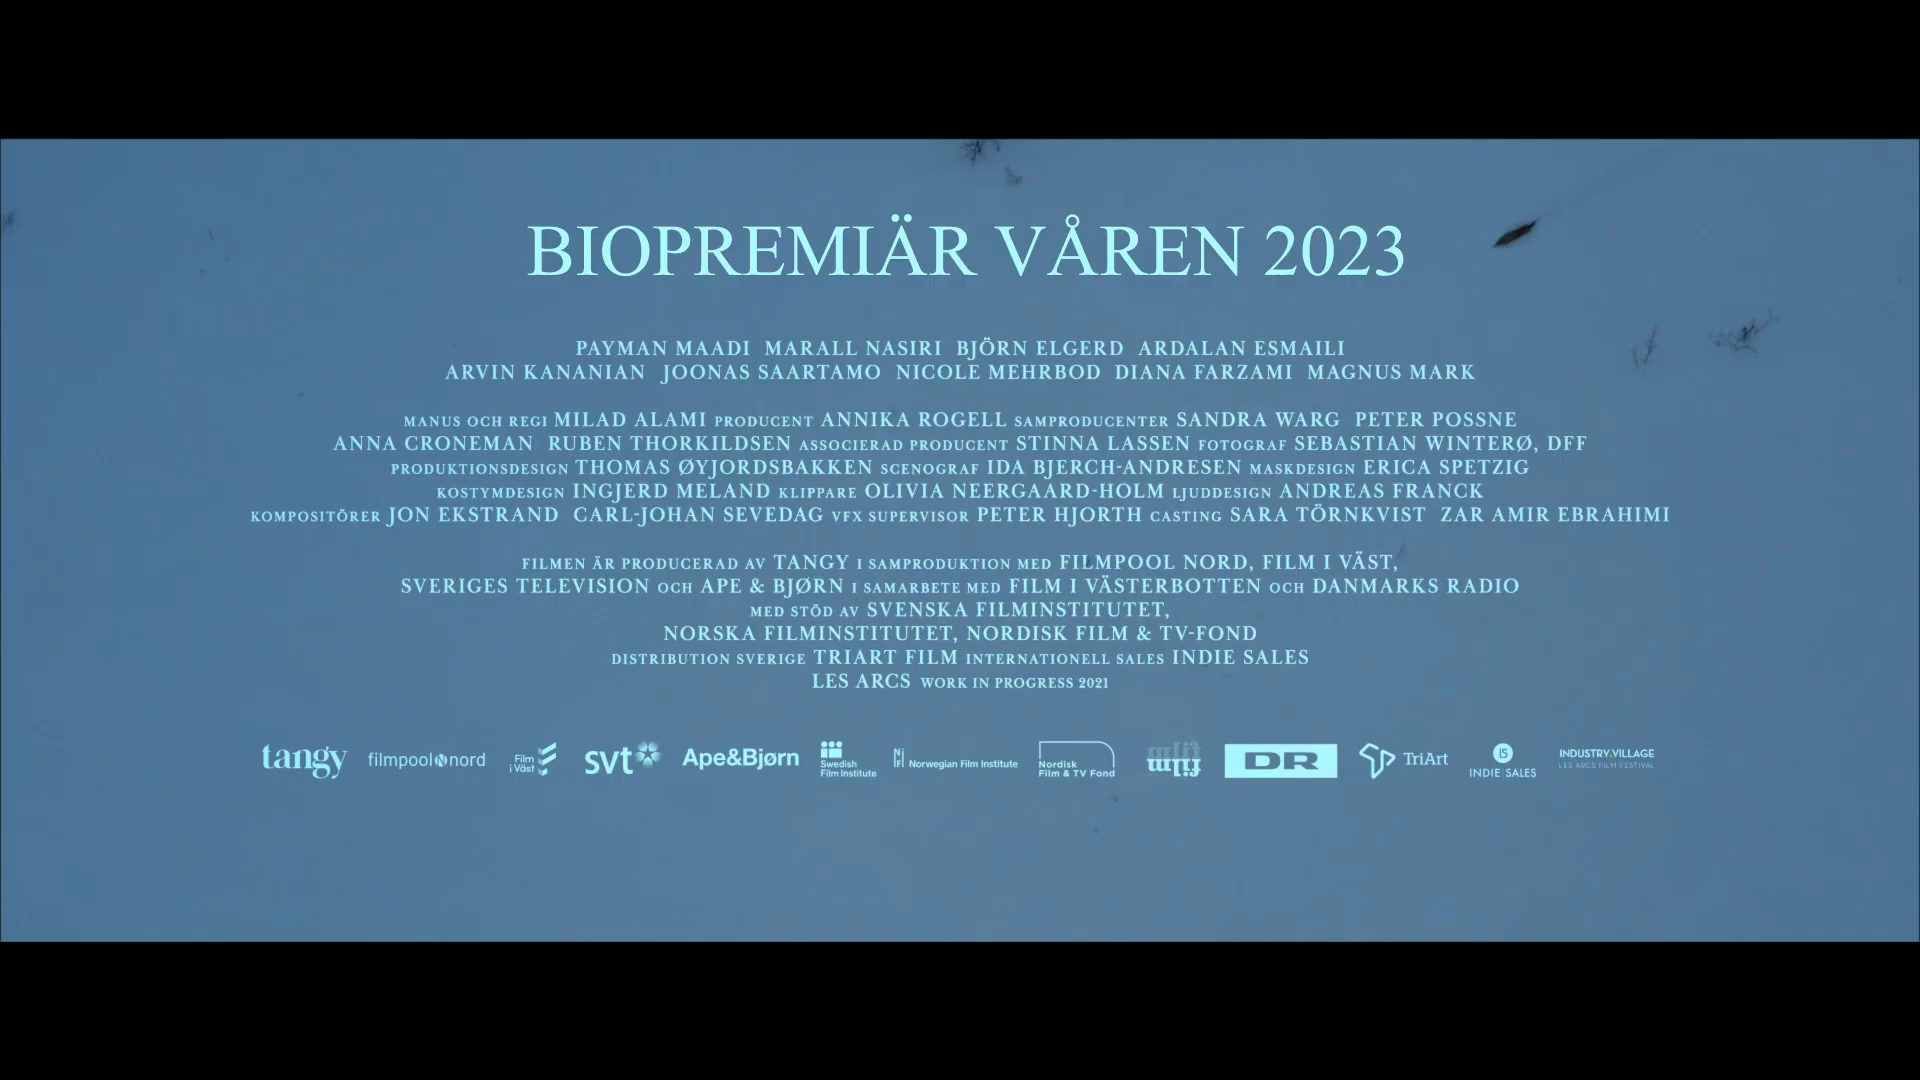 BIOPREMIÄR VÅREN 2023
PAYMAN MAADI MARALL NASIRI BJÖRN ELGERD ARDALAN ESMAILI
ARVIN KANANIAN JOONAS SAARTAMO NICOLE MEHRBOD DIANA FARZAMI MAGNUS MARK
MANUS OCH REGI MILAD ALAMI PRODUCENT ANNIKA ROGELL SAMPRODUCENTER SANDRA WARG PETER POSSNE
ANNA CRONEMAN RUBEN THORKILDSEN ASSOCIERAD PRODUCENT STINNA LASSEN FOTOGRAF SEBASTIAN WINTERØ, DFF
PRODUKTIONSDESIGN THOMAS ØYJORDSBAKKEN SCENOGRAF IDA BJERCH-ANDRESEN MASKDESIGN ERICA SPETZIG
KOSTYMDESIGN INGJERD MELAND KLIPPARE OLIVIA NEERGAARD-HOLM LJUDDESIGN ANDREAS FRANCK
KOMPOSITÖRER JON EKSTRAND CARL-JOHAN SEVEDAG VFX SUPERVISOR PETER HJORTH CASTING SARA TÖRNKVIST ZAR AMIR EBRAHIMI
FILMEN ÄR PRODUCERAD AV TANGY I SAMPRODUKTION MED FILMPOOL NORD, FILM I VÄST,
SVERIGES TELEVISION OCH APE & BJØRN I SAMARBETE MED FILM I VÄSTERBOTTEN OCH DANMARKS RADIO
MED STÖD AV SVENSKA FILMINSTITUTET,
NORSKA FILMINSTITUTET, NORDISK FILM & TV-FOND
DISTRIBUTION SVERIGE TRIART FILM INTERNATIONELL SALES INDIE SALES
LES ARCS WORK IN PROGRESS 2021
tangy
filmpool nord
Film
i Väst
svt
Ape&Bjørn
Swedish
Film Institute
N i
F Norwegian Film Institute
Nordisk
Film & TV Fond
film
DR
TriArt
iS
INDIE SALES
INDUSTRY.VILLAGE
LES ARCS FILM FESTIVAL